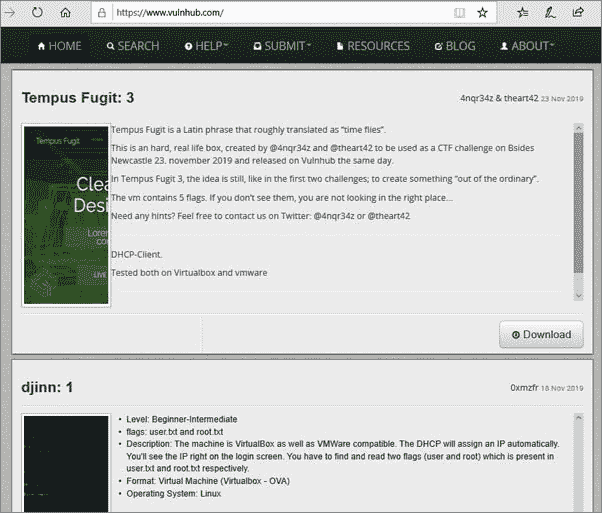 https://www.vulnhub.com/
HOME SEARCH HELP SUBMIT RESOURCES BLOG ABOUT
Tempus Fugit: 3
4nqr34z & theart42 23 Nov 2019
Tempus Fugit
Clea
Desi
LIVE
Tempus Fugit is a Latin phrase that roughly translated as “time flies”.
This is an hard, real life box, created by @4nqr34z and @theart42 to be used as a CTF challenge on Bsides
Newcastle 23. november 2019 and released on Vulnhub the same day.
In Tempus Fugit 3, the idea is still, like in the first two challenges; to create something “out of the ordinary”.
The vm contains 5 flags. If you don’t see them, you are not looking in the right place...
Need any hints? Feel free to contact us on Twitter: @4nqr34z or @theart42
DHCP-Client.
Tested both on Virtualbox and vmware
Download
djinn: 1
0xmzfr 18 Nov 2019
• Level: Beginner-Intermediate
• flags: user.txt and root.txt
• Description: The machine is VirtualBox as well as VMWare compatible. The DHCP will assign an IP automatically.
You'll see the IP right on the login screen. You have to find and read two flags (user and root) which is present in
user.txt and root.txt respectively.
• Format: Virtual Machine (Virtualbox - OVA)
• Operating System: Linux